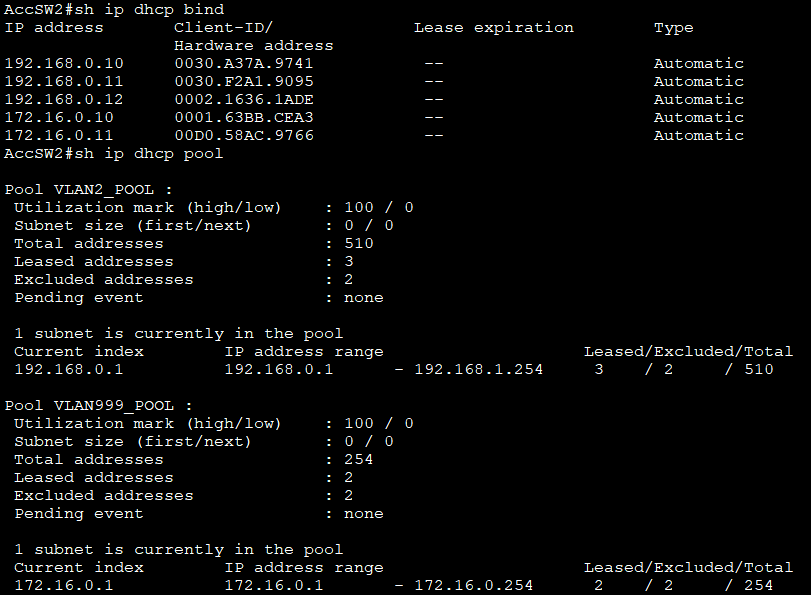 AccSW2#sh ip dhcp bind
IP address       Client-ID/              Lease expiration        Type
                 Hardware address
192.168.0.10     0030.A37A.9741           --                     Automatic
192.168.0.11     0030.F2A1.9095           --                     Automatic
192.168.0.12     0002.1636.1ADE           --                     Automatic
172.16.0.10      0001.63BB.CEA3           --                     Automatic
172.16.0.11      00D0.58AC.9766           --                     Automatic
AccSW2#sh ip dhcp pool

Pool VLAN2_POOL :
 Utilization mark (high/low)    : 100 / 0
 Subnet size (first/next)       : 0 / 0
 Total addresses                : 510
 Leased addresses               : 3
 Excluded addresses             : 2
 Pending event                  : none

 1 subnet is currently in the pool
 Current index        IP address range                    Leased/Excluded/Total
 192.168.0.1          192.168.0.1      - 192.168.1.254     3    / 2     / 510

Pool VLAN999_POOL :
 Utilization mark (high/low)    : 100 / 0
 Subnet size (first/next)       : 0 / 0
 Total addresses                : 254
 Leased addresses               : 2
 Excluded addresses             : 2
 Pending event                  : none

 1 subnet is currently in the pool
 Current index        IP address range                    Leased/Excluded/Total
 172.16.0.1           172.16.0.1       - 172.16.0.254      2    / 2     / 254